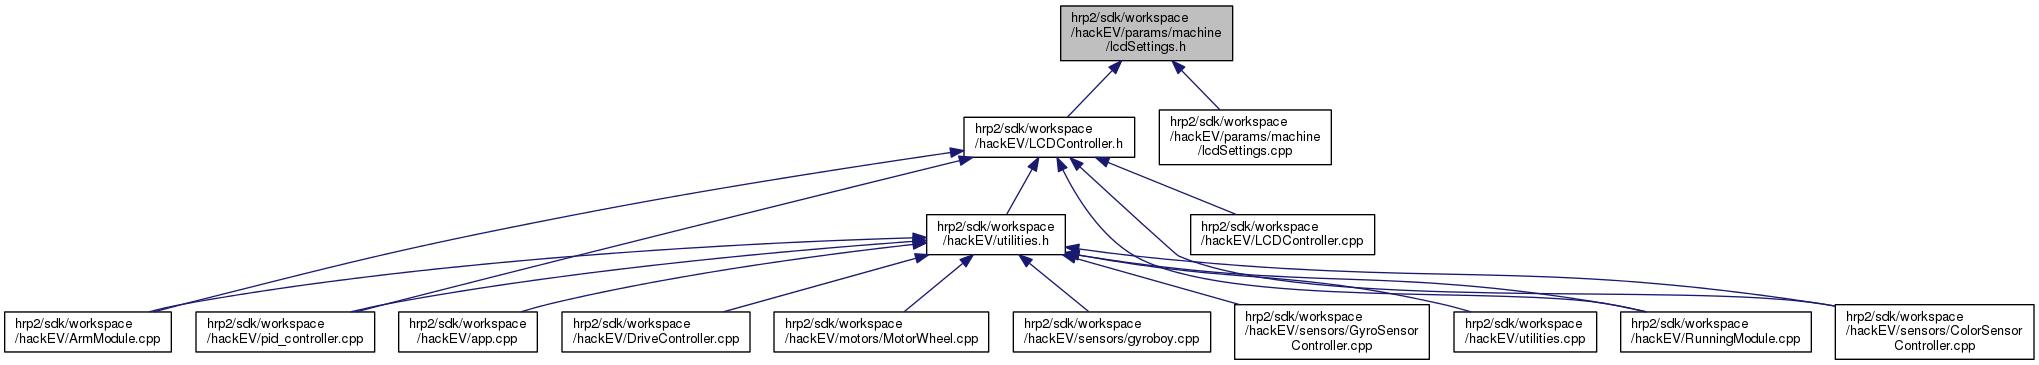 hrp2/sdk/workspace
/hackEV/params/machine
/lcdSettings.h
hrp2/sdk/workspace
/hackEV/LCDController.h
hrp2/sdk/workspace
/hackEV/params/machine
/lcdSettings.cpp
hrp2/sdk/workspace
/hackEV/utilities.h
hrp2/sdk/workspace
/hackEV/LCDController.cpp
hrp2/sdk/workspace
/hackEV/ArmModule.cpp
hrp2/sdk/workspace
/hackEV/pid_controller.cpp
hrp2/sdk/workspace
/hackEV/app.cpp
hrp2/sdk/workspace
/hackEV/DriveController.cpp
hrp2/sdk/workspace
/hackEV/motors/MotorWheel.cpp
hrp2/sdk/workspace
/hackEV/sensors/gyroboy.cpp
hrp2/sdk/workspace
/hackEV/sensors/GyroSensor
Controller.cpp
hrp2/sdk/workspace
/hackEV/utilities.cpp
hrp2/sdk/workspace
/hackEV/RunningModule.cpp
hrp2/sdk/workspace
/hackEV/sensors/ColorSensor
Controller.cpp